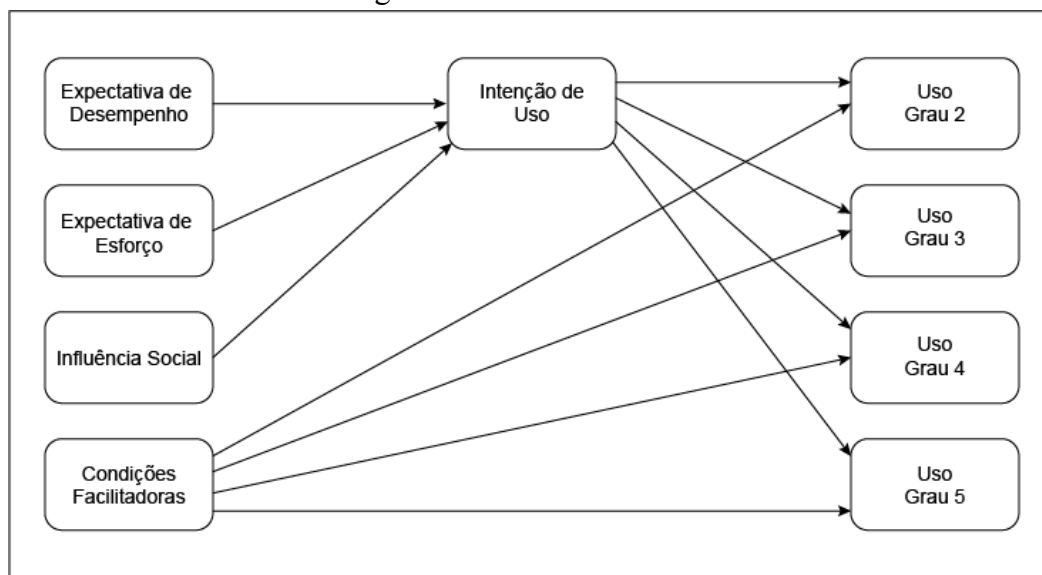 Expectativa de
Desempenho
Intenção de
Uso
Uso
Grau 2
Expectativa de
Esforço
Uso
Grau 3
Influência Social
Uso
Grau 4
Condições
Facilitadoras
Uso
Grau 5